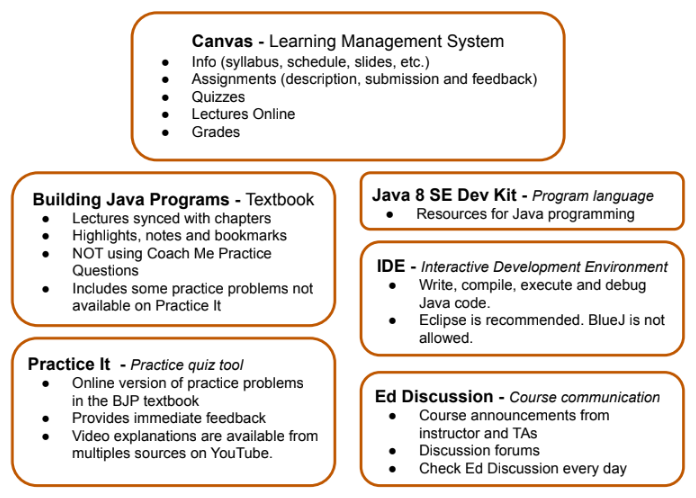 Canvas - Learning Management System
● Info (syllabus, schedule, slides, etc.)
● Assignments (description, submission and feedback)
● Quizzes
● Lectures Online
● Grades
Building Java Programs - Textbook
● Lectures synced with chapters
● Highlights, notes and bookmarks
● NOT using Coach Me Practice
Questions
● Includes some practice problems not
available on Practice It
Practice It - Practice quiz tool
● Online version of practice problems
in the BJP textbook
● Provides immediate feedback
● Video explanations are available from
multiple sources on YouTube.
Java 8 SE Dev Kit - Program language
● Resources for Java programming
IDE - Interactive Development Environment
● Write, compile, execute and debug
Java code.
● Eclipse is recommended. BlueJ is not
allowed.
Ed Discussion - Course communication
● Course announcements from
instructor and TAs
● Discussion forums
● Check Ed Discussion every day